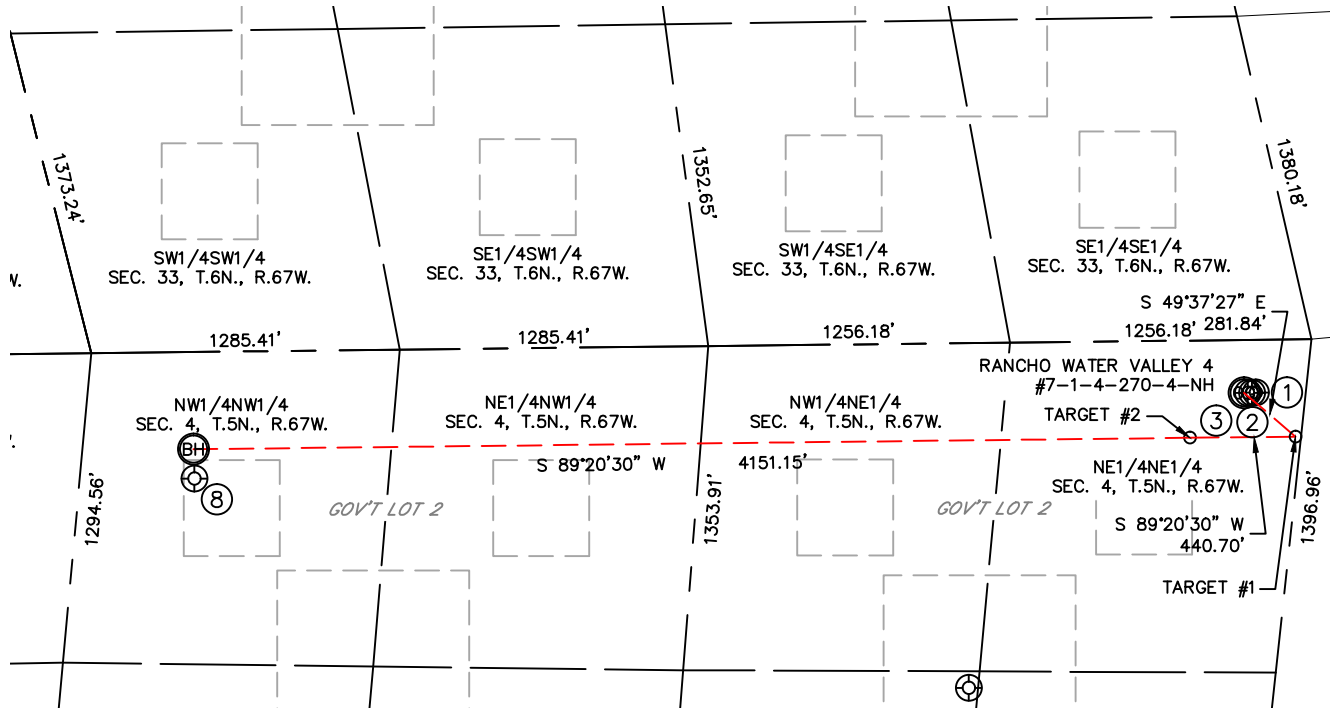 1373.24'
1352.65'
1380.18'
SW1/4SW1/4
SEC. 33, T.6N., R.67W.
SE1/4SW1/4
SEC. 33, T.6N., R.67W.
SW1/4SE1/4
SEC. 33, T.6N., R.67W.
SE1/4SE1/4
SEC. 33, T.6N., R.67W.
W.
S 49°37'27" E
281.84'
1285.41'
1285.41'
1256.18'
1256.18'
RANCHO WATER VALLEY 4
#7-1-4-270-4-NH
1
NW1/4NW1/4
SEC. 4, T.5N., R.67W.
NE1/4NW1/4
SEC. 4, T.5N., R.67W.
NW1/4NE1/4
SEC. 4, T.5N., R.67W.
TARGET #2
3
2
BH
S 89°20'30" W
4151.15'
NE1/4NE1/4
SEC. 4, T.5N., R.67W.
8
GOV'T LOT 2
GOV'T LOT 2
1294.56'
1353.91'
1396.96'
S 89°20'30" W
440.70'
TARGET #1